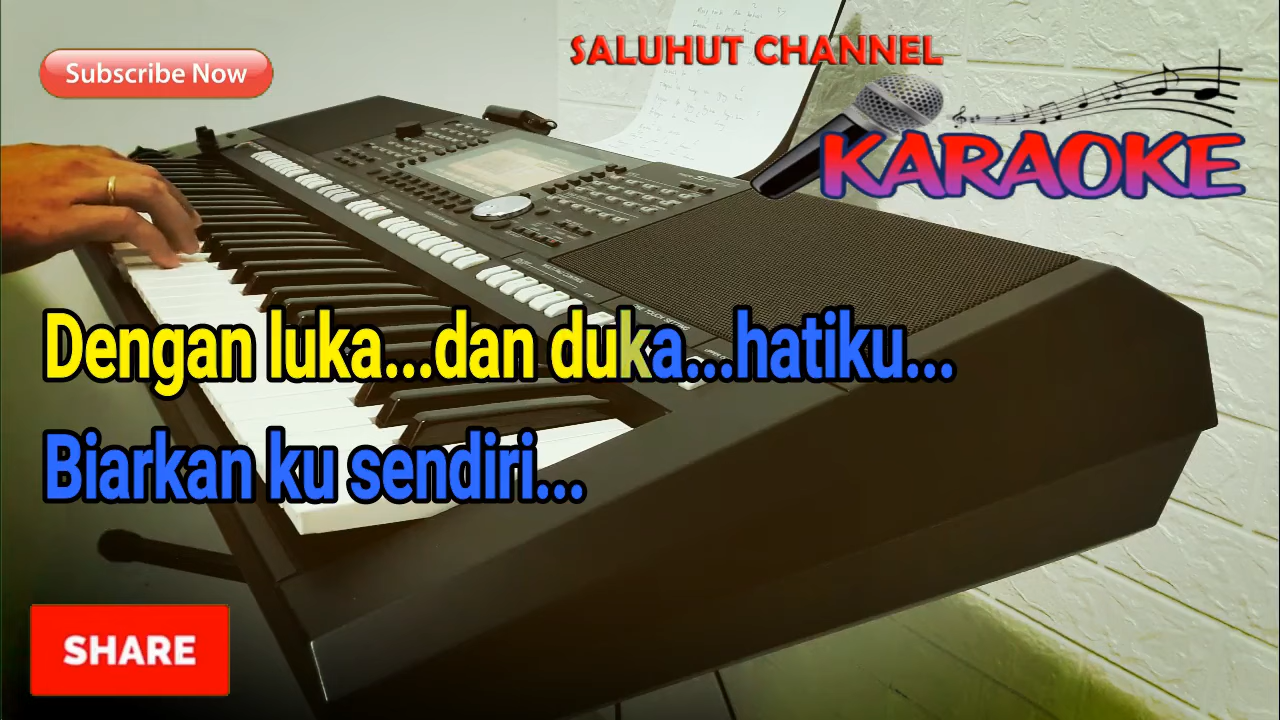 SALUHUT CHANNEL
Subscribe Now
KARAOKE
Dengan luka...dan duka...hatiku...
Biarkan ku sendiri...
SHARE